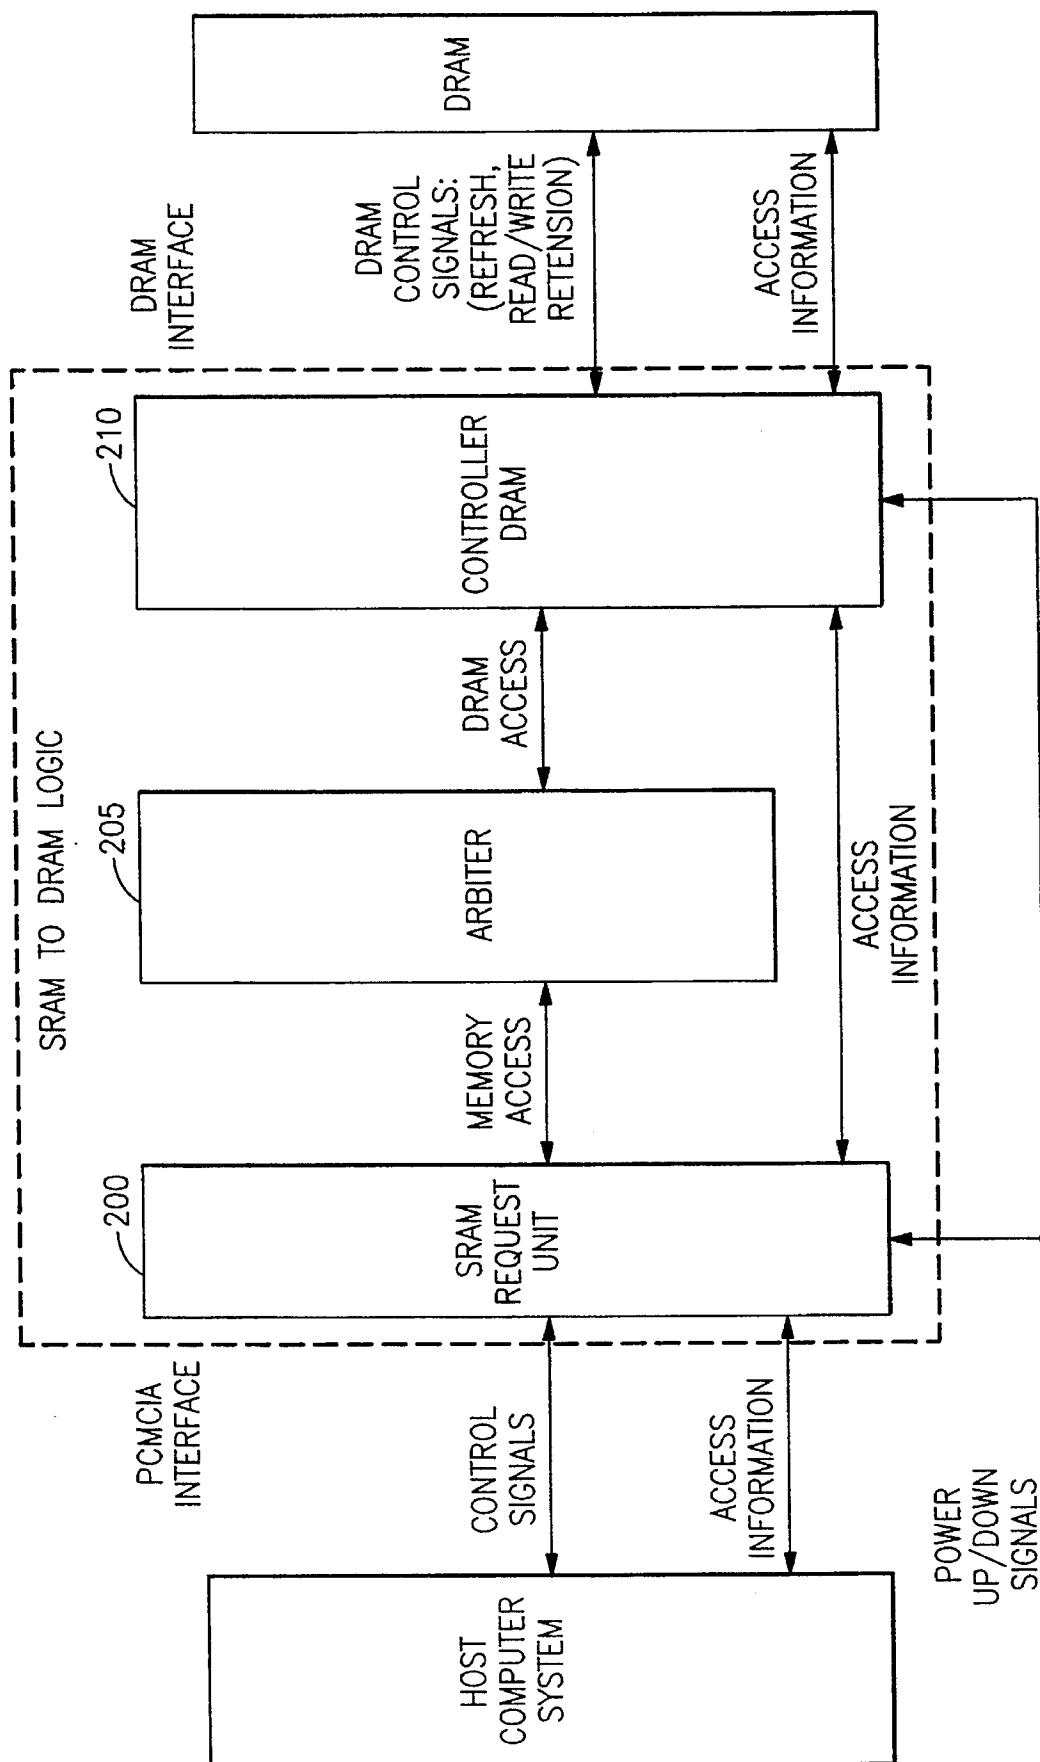 SRAM TO DRAM LOGIC
PCMCIA
INTERFACE
DRAM
INTERFACE
200
205
210
HOST
COMPUTER
SYSTEM
CONTROL
SIGNALS
ACCESS
INFORMATION
SRAM
REQUEST
UNIT
MEMORY
ACCESS
ARBITER
DRAM
ACCESS
ACCESS
INFORMATION
CONTROLLER
DRAM
DRAM
CONTROL
SIGNALS:
(REFRESH,
READ/WRITE
RETENSION)
ACCESS
INFORMATION
DRAM
POWER
UP/DOWN
SIGNALS